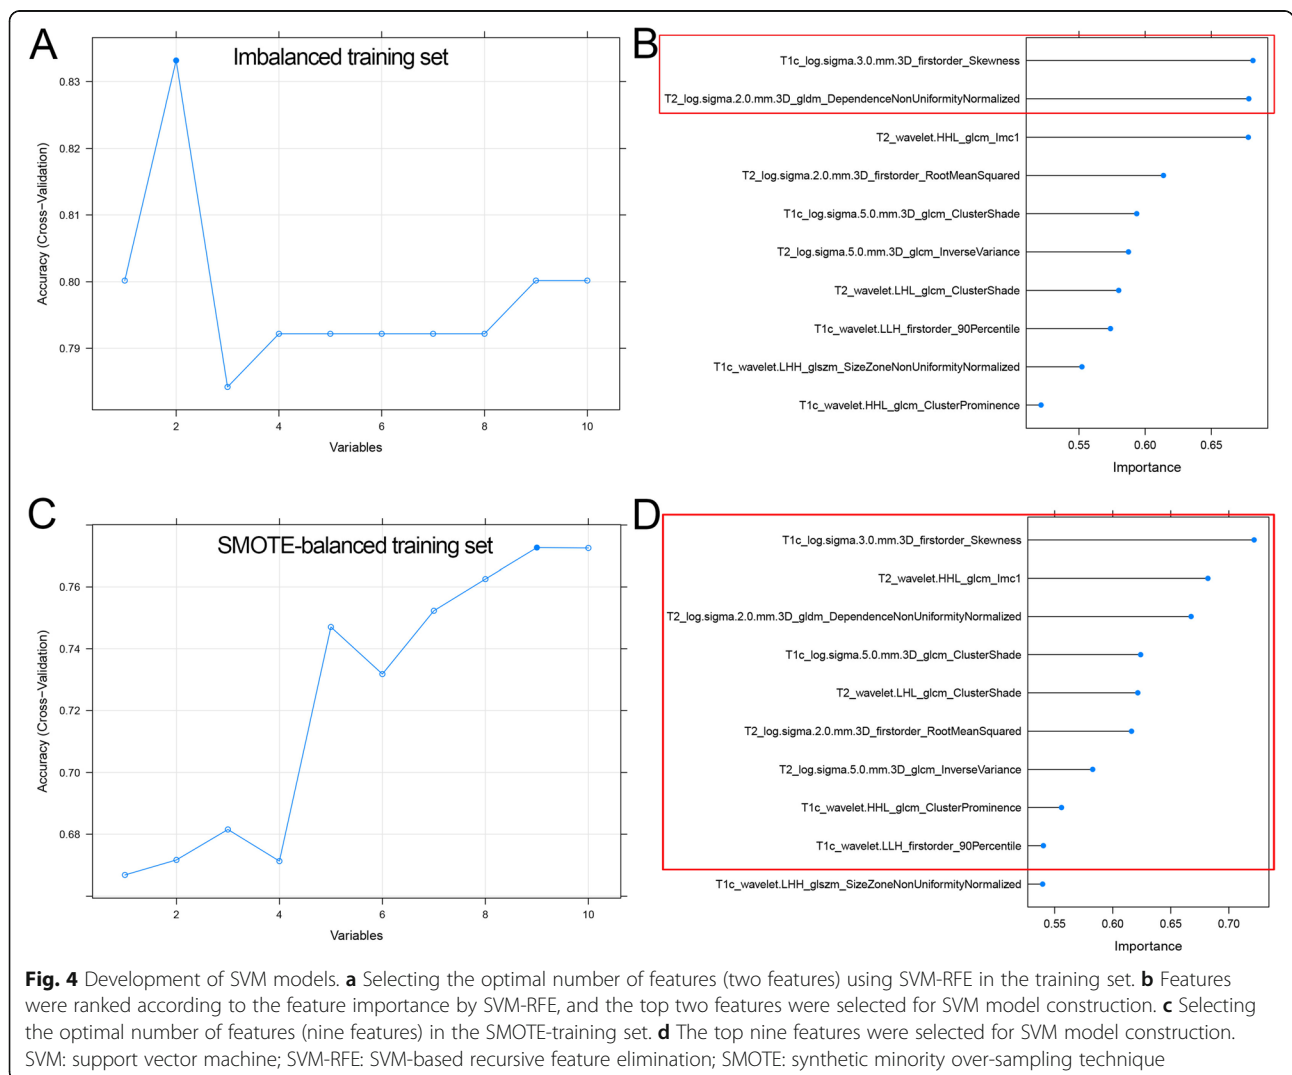 A
Imbalanced training set
0.83
0.82
0.81
0.80
0.79
Accuracy (Cross−Validation)
2 4 6 8 10
Variables
B
T1c_log.sigma.3.0.mm.3D_firstorder_Skewness
T2_log.sigma.2.0.mm.3D_gldm_DependenceNonUniformityNormalized
T2_wavelet.HHL_glcm_Imc1
T2_log.sigma.2.0.mm.3D_firstorder_RootMeanSquared
T1c_log.sigma.5.0.mm.3D_glcm_ClusterShade
T2_log.sigma.5.0.mm.3D_glcm_InverseVariance
T2_wavelet.LHL_glcm_ClusterShade
T1c_wavelet.LLH_firstorder_90Percentile
T1c_wavelet.LHH_glszm_SizeZoneNonUniformityNormalized
T1c_wavelet.HHL_glcm_ClusterProminence
0.55 0.60 0.65
Importance
C
SMOTE-balanced training set
0.76
0.74
0.72
0.70
0.68
Accuracy (Cross−Validation)
2 4 6 8 10
Variables
D
T1c_log.sigma.3.0.mm.3D_firstorder_Skewness
T2_wavelet.HHL_glcm_Imc1
T2_log.sigma.2.0.mm.3D_gldm_DependenceNonUniformityNormalized
T1c_log.sigma.5.0.mm.3D_glcm_ClusterShade
T2_wavelet.LHL_glcm_ClusterShade
T2_log.sigma.2.0.mm.3D_firstorder_RootMeanSquared
T2_log.sigma.5.0.mm.3D_glcm_InverseVariance
T1c_wavelet.HHL_glcm_ClusterProminence
T1c_wavelet.LLH_firstorder_90Percentile
T1c_wavelet.LHH_glszm_SizeZoneNonUniformityNormalized
0.55 0.60 0.65 0.70
Importance
Fig. 4 Development of SVM models. a Selecting the optimal number of features (two features) using SVM-RFE in the training set. b Features
were ranked according to the feature importance by SVM-RFE, and the top two features were selected for SVM model construction. c Selecting
the optimal number of features (nine features) in the SMOTE-training set. d The top nine features were selected for SVM model construction.
SVM: support vector machine; SVM-RFE: SVM-based recursive feature elimination; SMOTE: synthetic minority over-sampling technique